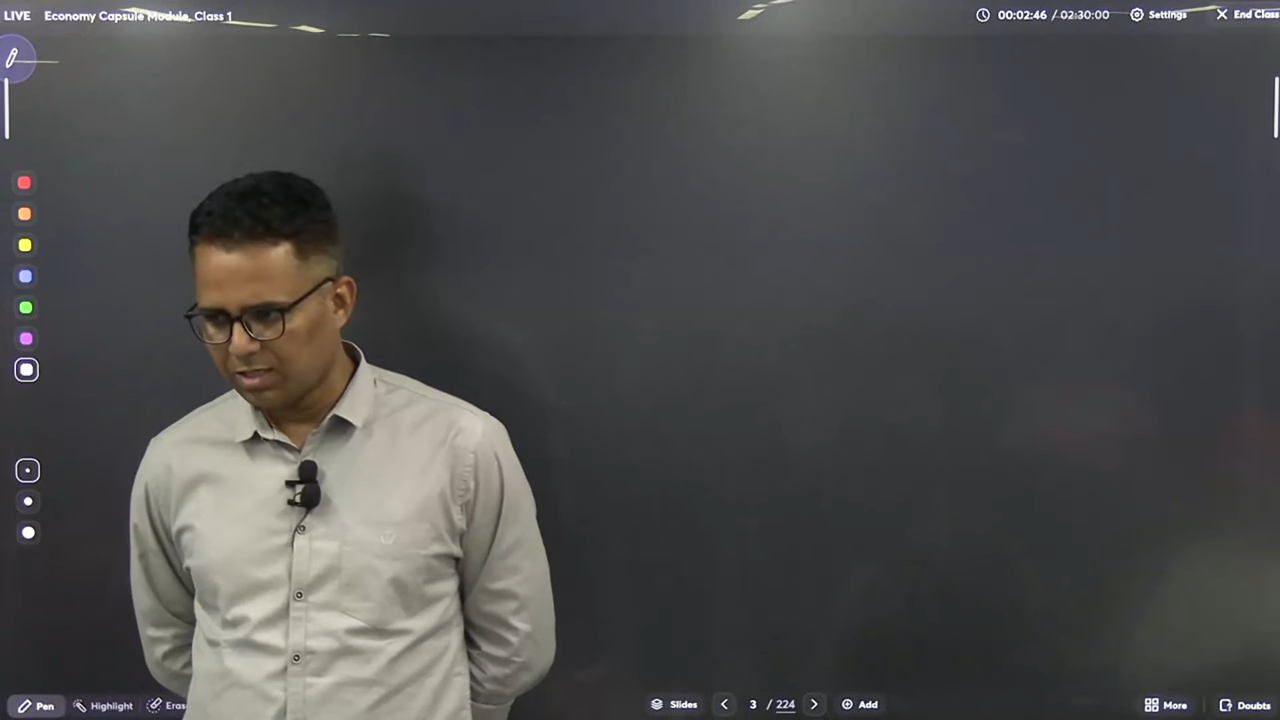 LIVE Economy Capsule Module, Class 1 00:02:46 / 02:30:00 Settings End Class
Pen Highlight Slides 3 / 224 Add More Doubts